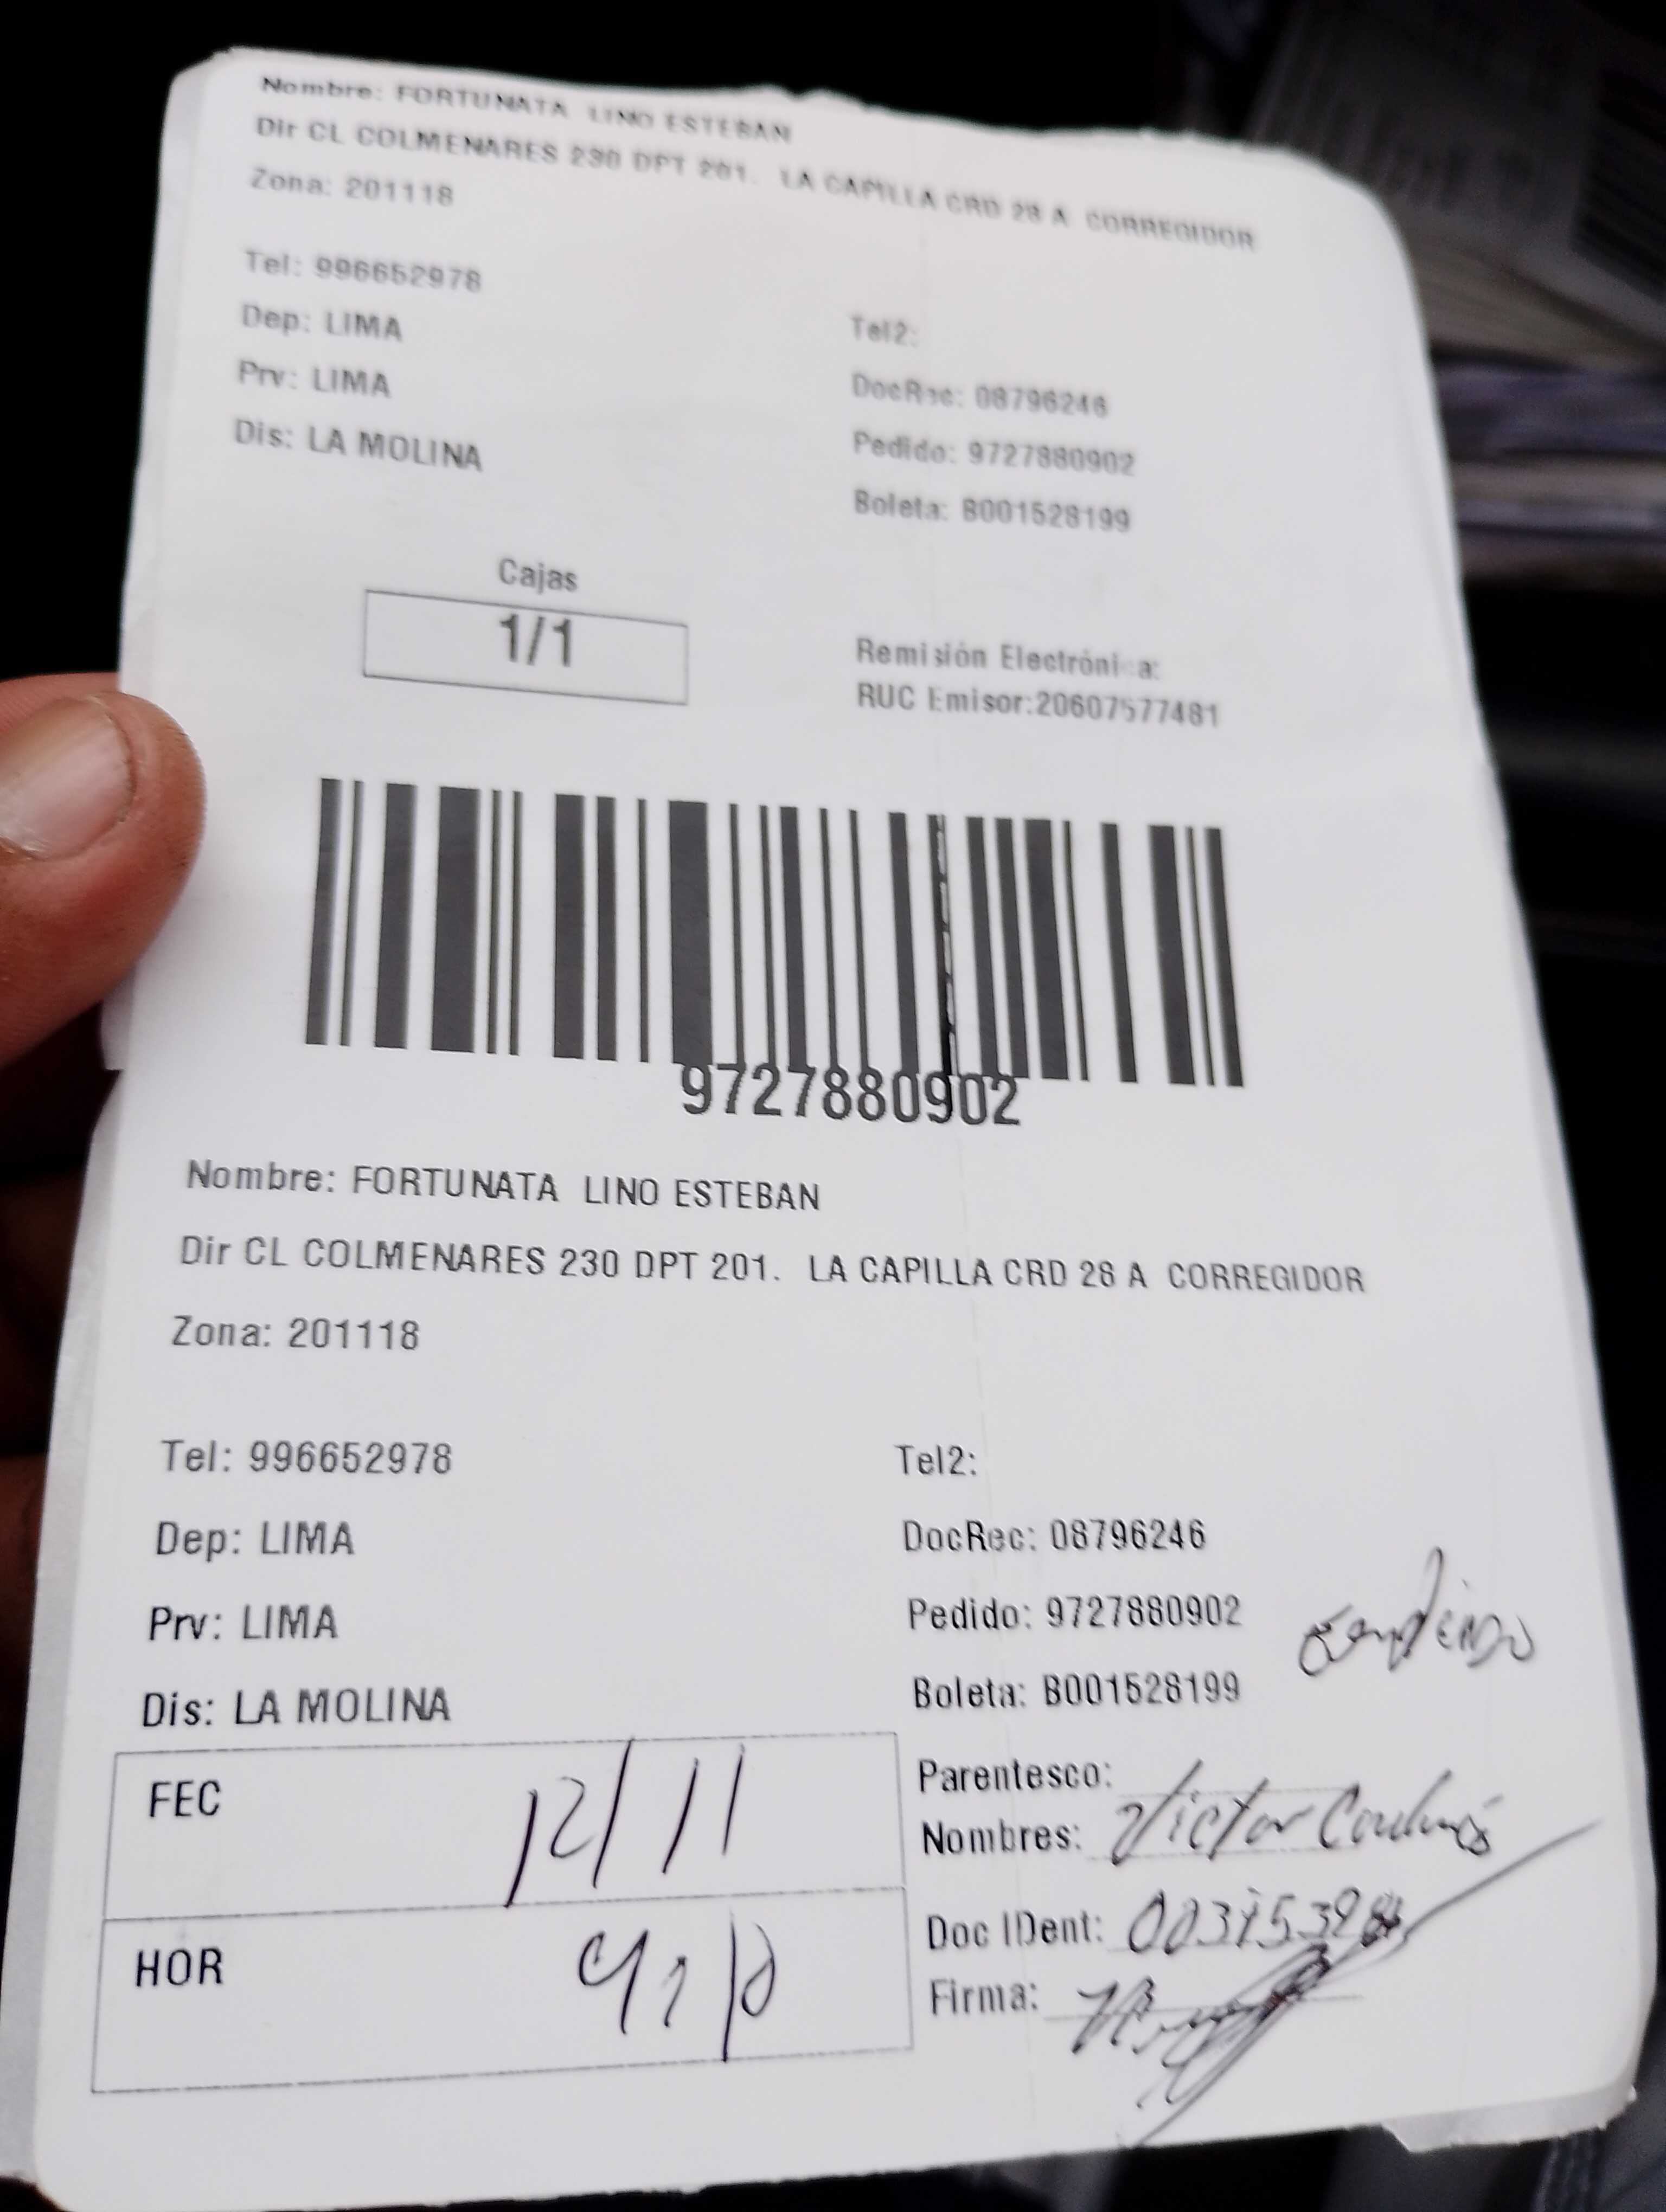 Nombre: FORTUNATA LINO ESTEBAN
Dir CL COLMENARES 230 DPT 201. LA CAPILLA CRD 28 A CORREGIDOR
Zona: 201118
Tel: 996652978
Tel2:
Dep: LIMA
DocRec: 08796246
Prv: LIMA
Pedido: 9727880902
Dis: LA MOLINA
Boleta: B001528199
Cajas
1/1
Remisión Electrónica:
RUC Emisor:20607577481
9727880902
Nombre: FORTUNATA LINO ESTEBAN
Dir CL COLMENARES 230 DPT 201. LA CAPILLA CRD 28 A CORREGIDOR
Zona: 201118
Tel: 996652978
Tel2:
Dep: LIMA
DocRec: 08796246
Prv: LIMA
Pedido: 9727880902
Dis: LA MOLINA
Boleta: B001528199
FEC 12/11
Parentesco:
Nombres: Victor
HOR
Doc IDent:
Firma: